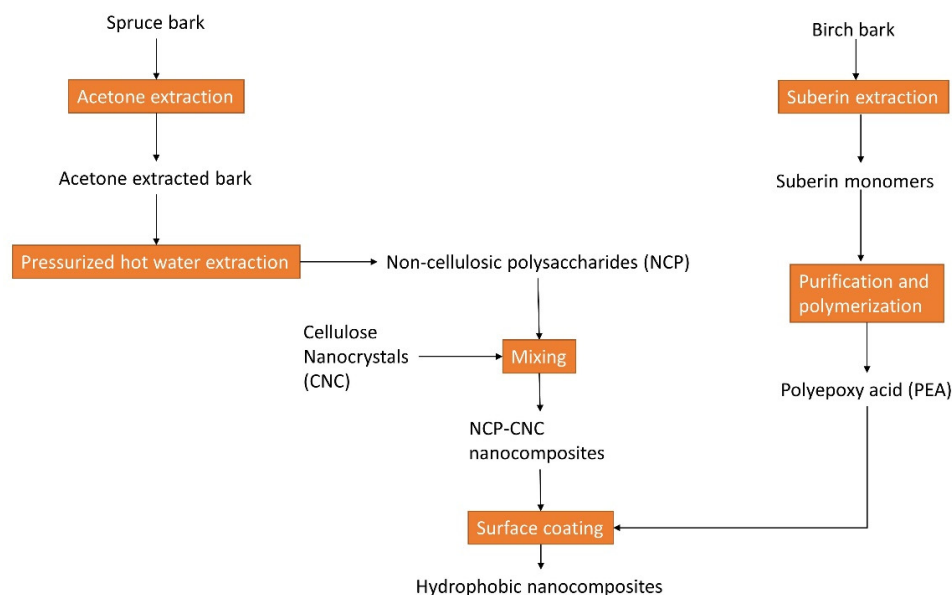 Spruce bark
Birch bark
Acetone extraction
Suberin extraction
Acetone extracted bark
Suberin monomers
Pressurized hot water extraction
Non-cellulosic polysaccharides (NCP)
Purification and
polymerization
Cellulose
Nanocrystals
(CNC)
Mixing
Polyepoxy acid (PEA)
NCP-CNC
nanocomposites
Surface coating
Hydrophobic nanocomposites